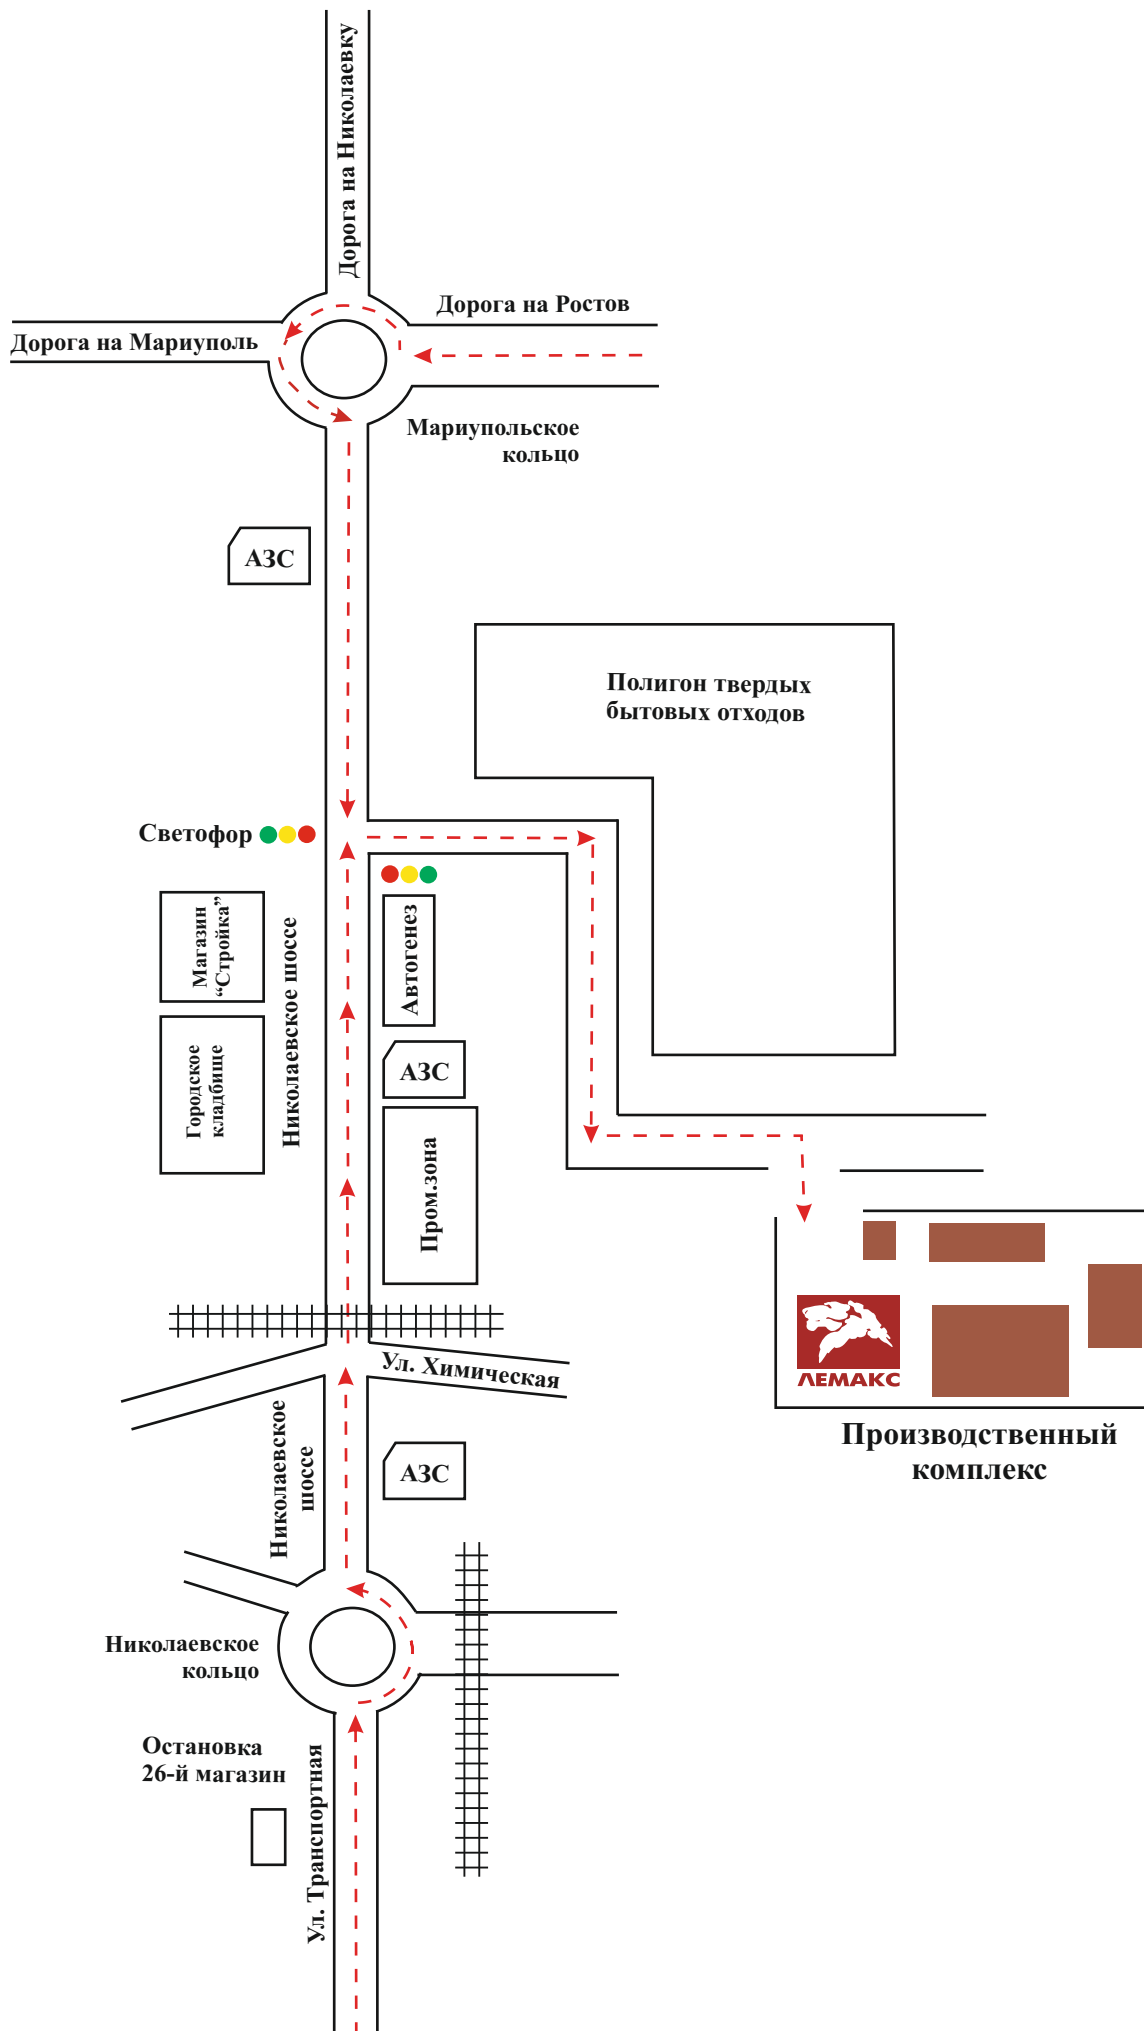 Дорога на Николаевку
Дорога на Ростов
Дорога на Мариуполь
Мариупольское
кольцо
АЗС
Полигон твердых
бытовых отходов
Светофор
Магазин
“Стройка”
Николаевское шоссе
Автогенез
Городское
кладбище
АЗС
Пром.зона
Ул. Химическая
ЛЕМАКС
Производственный
комплекс
Николаевское
шоссе
АЗС
Николаевское
кольцо
Остановка
26-й магазин
Ул. Транспортная